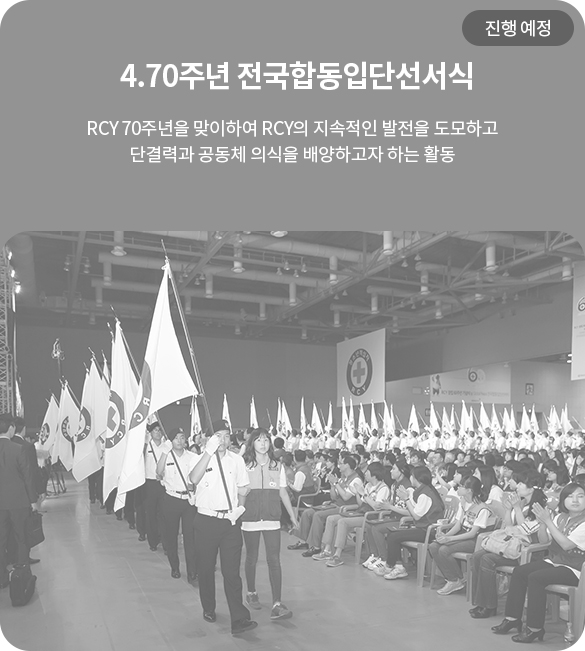 진행 예정
4.70주년 전국합동입단선서식
RCY 70주년을 맞이하여 RCY의 지속적인 발전을 도모하고
단결력과 공동체 의식을 배양하고자 하는 활동